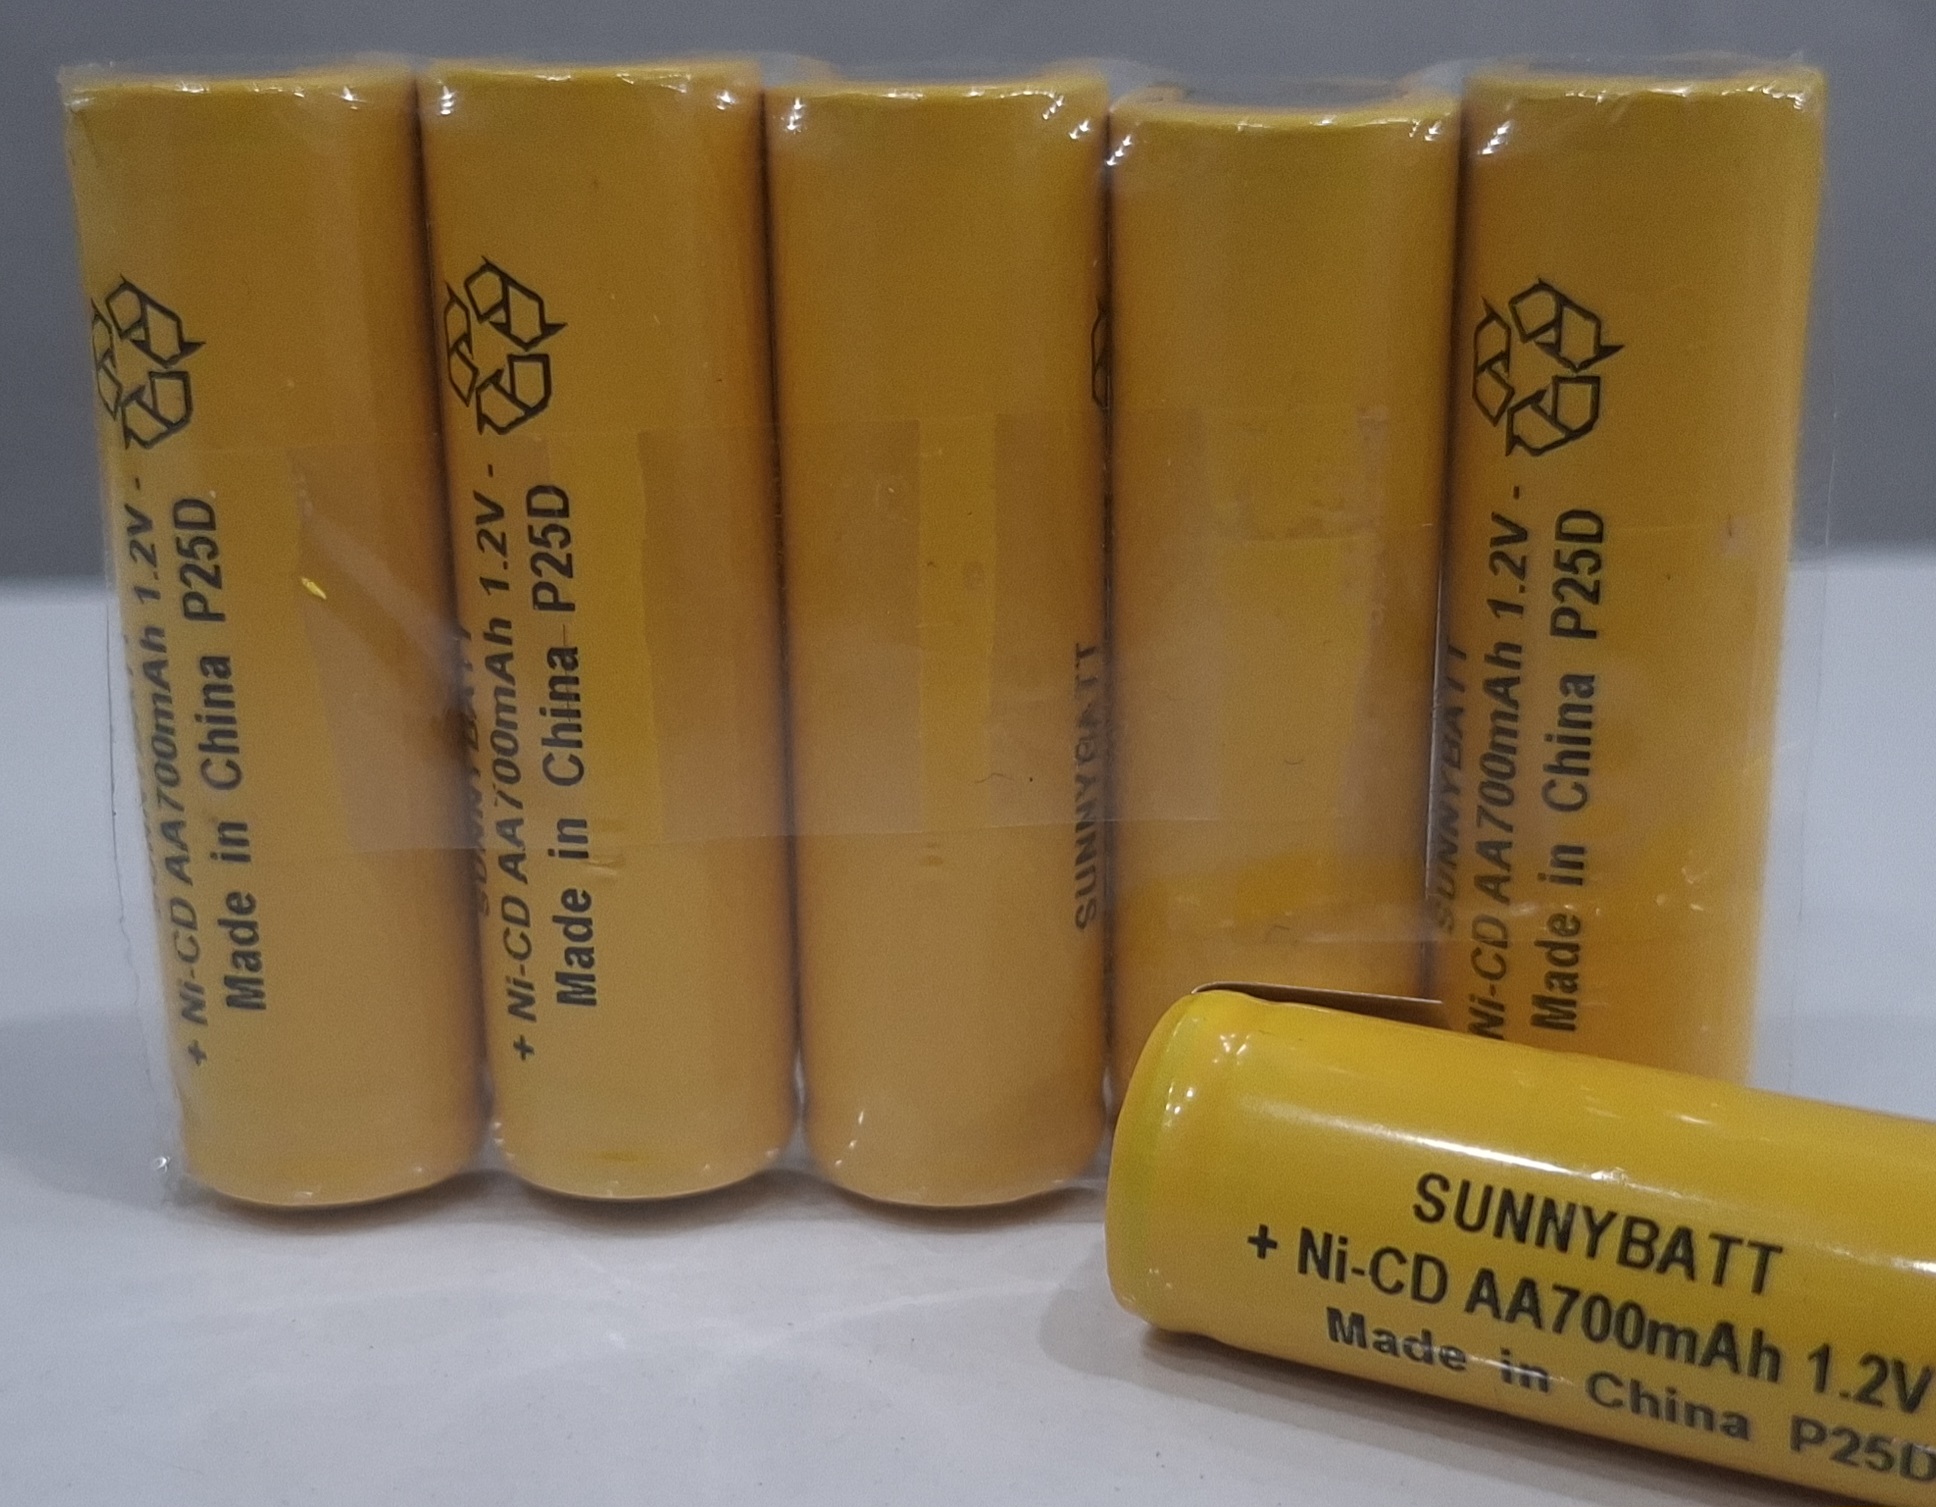 + Ni-CD AA700mAh 1.2V -
Made in China P25D
SUNNYBATT
+ Ni-CD AA700mAh 1.2V -
Made in China P25D
SUNNYBATT
SUNNYBATT
Ni-CD AA700mAh 1.2V -
Made in China P25D
SUNNYBATT
+ Ni-CD AA700mAh 1.2V
Made in China P25D